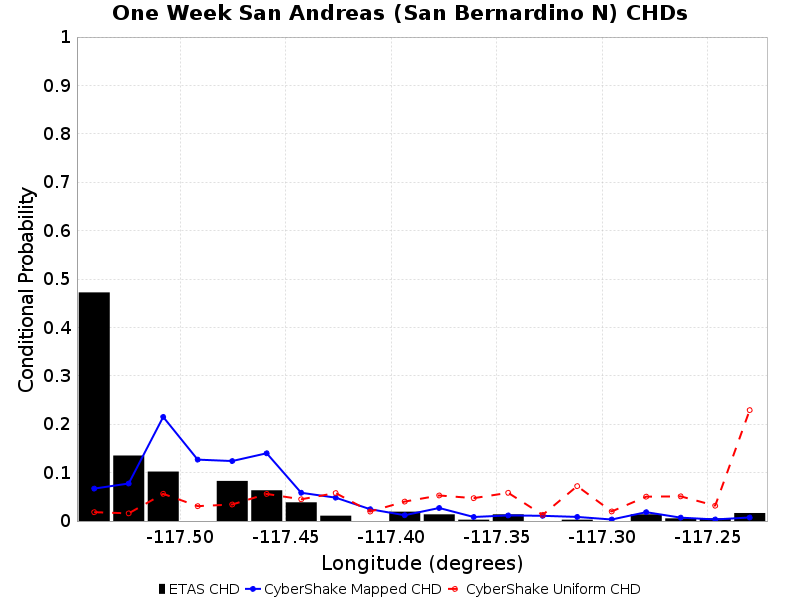 One Week San Andreas (San Bernardino N) CHDs
1
0.9
0.8
0.7
0.6
0.5
0.4
0.3
0.2
0.1
0
Conditional Probability
-117.50 -117.45 -117.40 -117.35 -117.30 -117.25
Longitude (degrees)
ETAS CHD CyberShake Mapped CHD CyberShake Uniform CHD